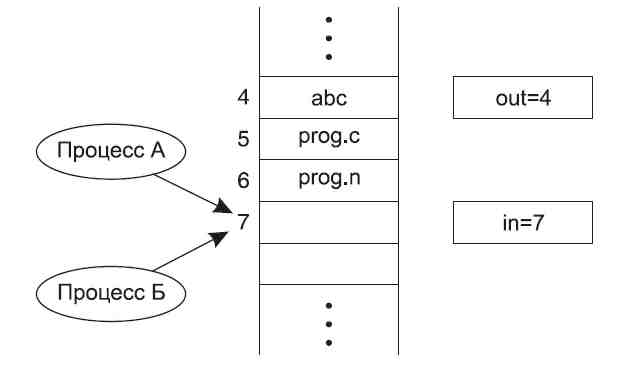 4 abc out=4
Процесс А 5 prog.c
6 prog.n
7 in=7
Процесс Б